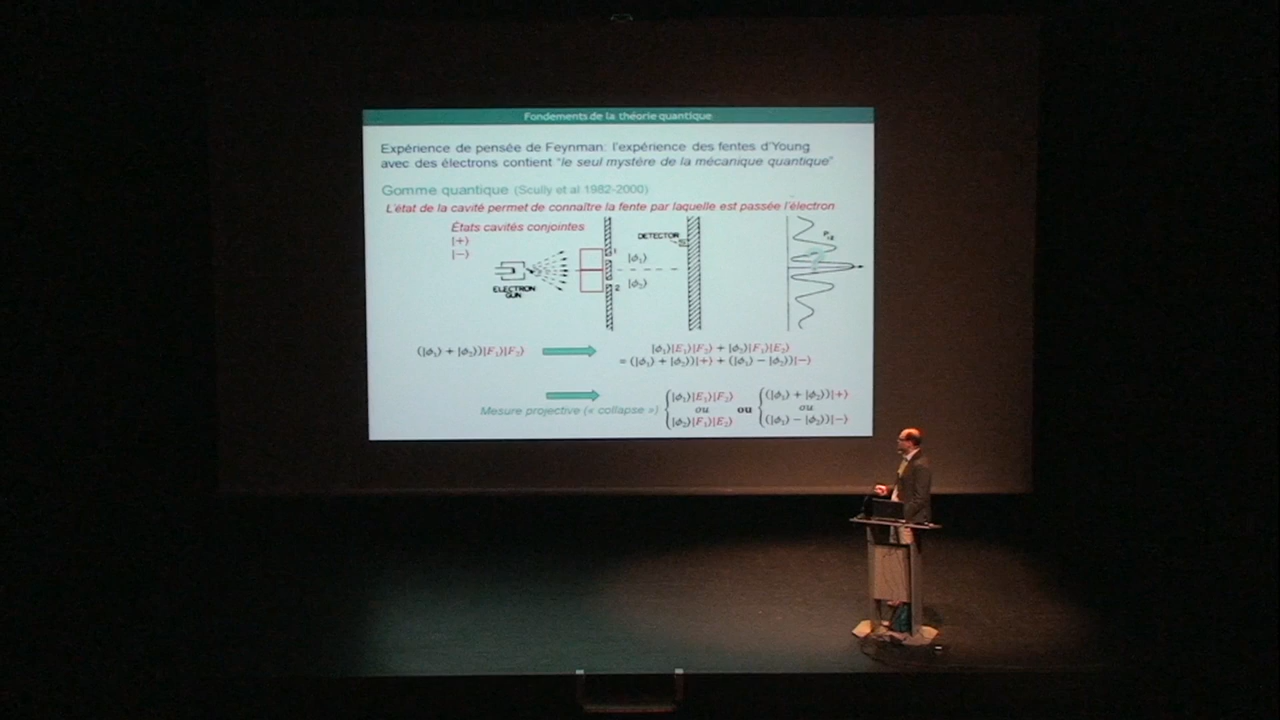 Fondements de la théorie quantique
Expérience de pensée de Feynman: l'expérience des fentes d'Young
avec des électrons contient "le seul mystère de la mécanique quantique"
Gomme quantique (Scully et al 1982-2000)
L'état de la cavité permet de connaître la fente par laquelle est passée l'électron
États cavités conjointes
|+⟩
|−⟩
ELECTRON
GUN
1
2
|ϕ₁⟩
|ϕ₂⟩
DETECTOR
P₁₂
?
(|ϕ₁⟩ + |ϕ₂⟩)|F₁⟩|F₂⟩
|ϕ₁⟩|E₁⟩|F₂⟩ + |ϕ₂⟩|F₁⟩|E₂⟩
= (|ϕ₁⟩ + |ϕ₂⟩)|+⟩ + (|ϕ₁⟩ − |ϕ₂⟩)|−⟩
Mesure projective (« collapse »)
|ϕ₁⟩|E₁⟩|F₂⟩
ou
|ϕ₂⟩|F₁⟩|E₂⟩
ou
(|ϕ₁⟩ + |ϕ₂⟩)|+⟩
ou
(|ϕ₁⟩ − |ϕ₂⟩)|−⟩